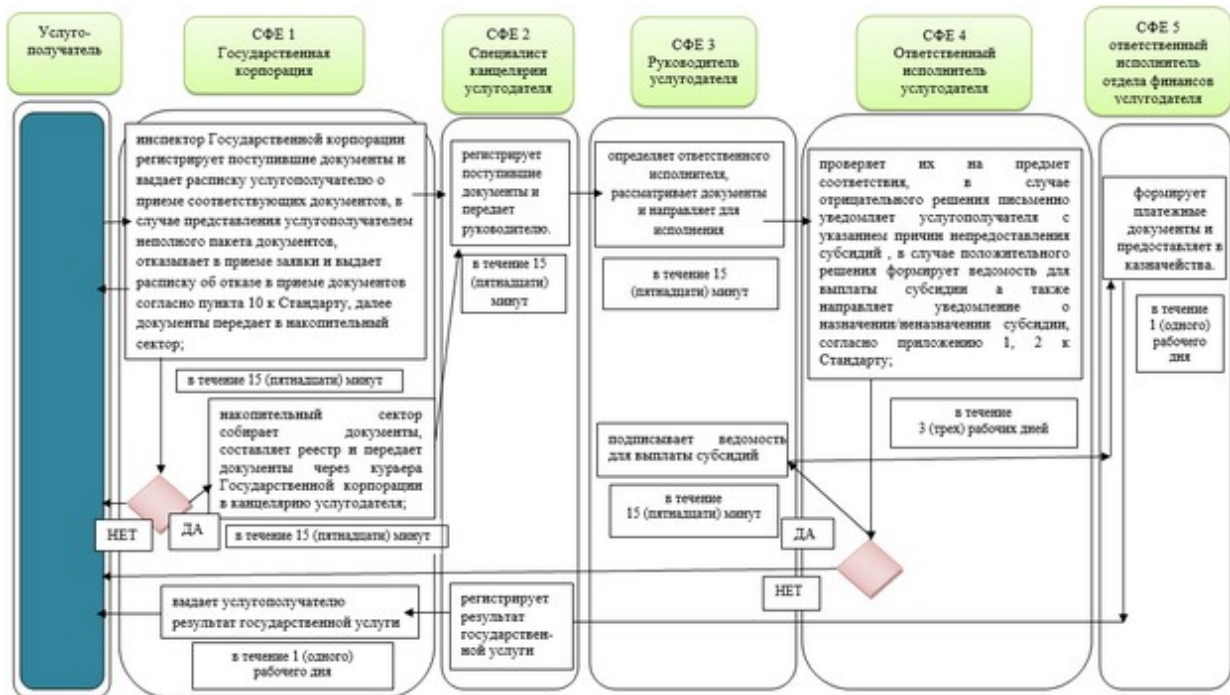 Услуго-
получатель
СФЕ 1
Государственная
корпорация
СФЕ 2
Специалист
канцелярии
услугодателя
СФЕ 3
Руководитель
услугодателя
СФЕ 4
Ответственный
исполнитель
услугодателя
СФЕ 5
ответственный
исполнитель
отдела финансов
услугодателя
инспектор Государственной корпорации
регистрирует поступившие документы и
выдает расписку услугополучателю о
приеме соответствующих документов, в
случае представления услугополучателем
неполного пакета документов,
отказывает в приеме заявки и выдает
расписку об отказе в приеме документов
согласно пункта 10 к Стандарту, далее
документы передает в накопительный
сектор;
в течение 15 (пятнадцати) минут
накопительный сектор
собирает документы,
составляет реестр и передает
документы через курьера
Государственной корпорации
в канцелярию услугодателя;
в течение 15 (пятнадцати) минут
НЕТ
ДА
выдает услугополучателю
результат государственной услуги
в течение 1 (одного)
рабочего дня
регистрирует
поступившие
документы и
передает
руководителю.
в течение 15
(пятнадцати)
минут
регистрирует
результат
государствен-
ной услуги
определяет ответственного
исполнителя,
рассматривает документы
и направляет для
исполнения
в течение 15
(пятнадцати) минут
подписывает ведомость
для выплаты субсидий
в течение
15 (пятнадцати) минут
ДА
НЕТ
проверяет их на предмет
соответствия, в случае
отрицательного решения письменно
уведомляет услугополучателя с
указанием причин непредоставления
субсидий , в случае положительного
решения формирует ведомость для
выплаты субсидии а также
направляет уведомление о
назначении/неназначении субсидии,
согласно приложению 1, 2 к
Стандарту;
в течение
3 (трех) рабочих дней
формирует
платежные
документы и
предоставляет в
казначейства.
в течение
1 (одного)
рабочего
дня